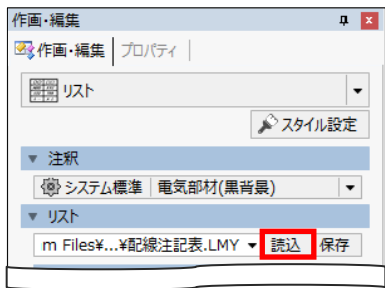 作画・編集
作画・編集 プロパティ
リスト
スタイル設定
注釈
システム標準 電気部材(黒背景)
リスト
m Files¥...¥配線注記表.LMY 読込 保存